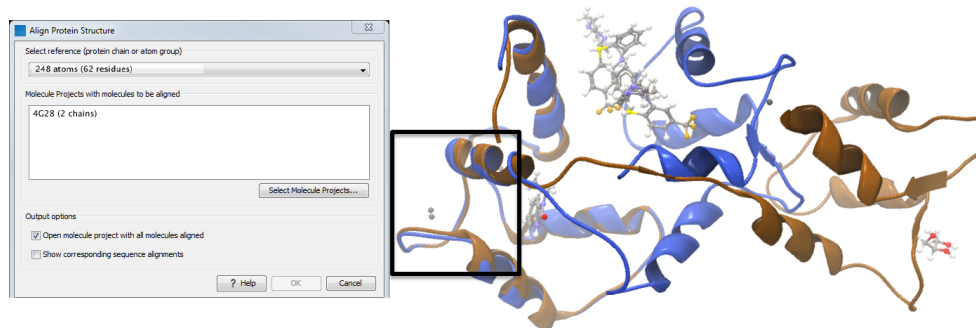 Align Protein Structure
Select reference (protein chain or atom group)
248 atoms (62 residues)
Molecule Projects with molecules to be aligned
4G28 (2 chains)
Select Molecule Projects...
Output options
Open molecule project with all molecules aligned
Show corresponding sequence alignments
? Help
OK
Cancel